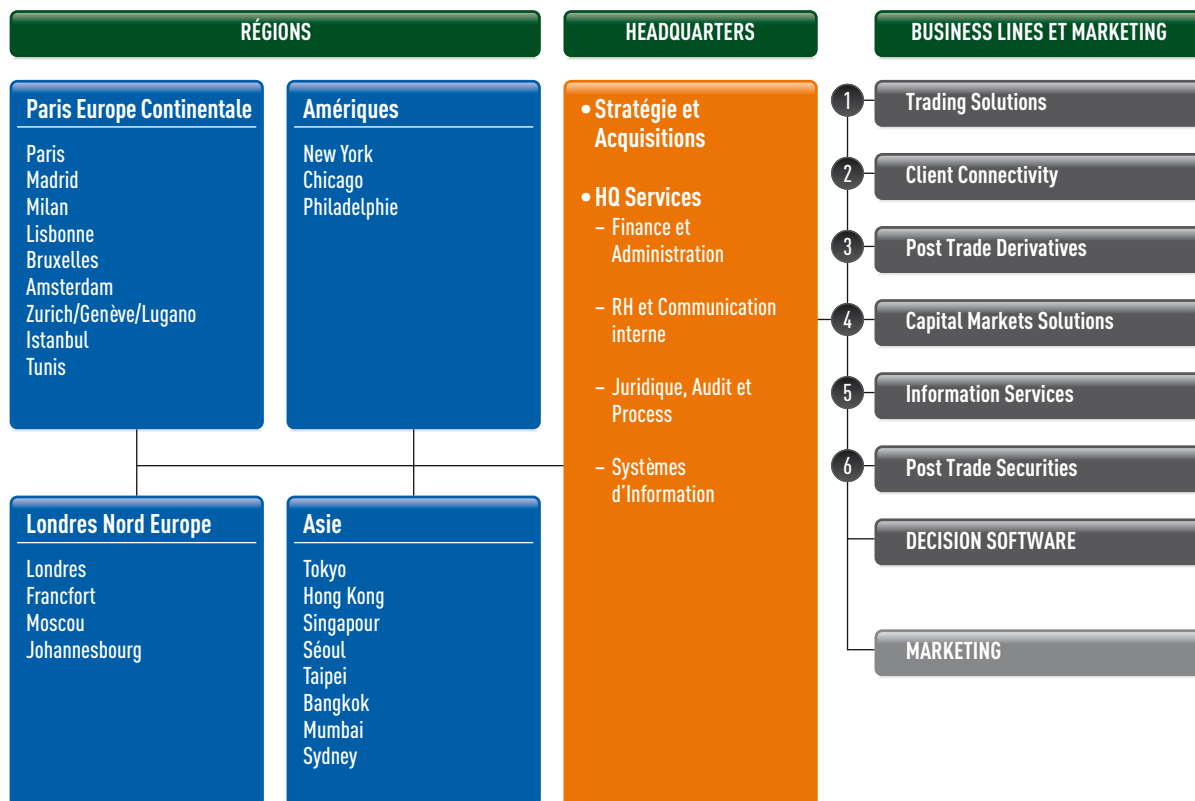 RÉGIONS
HEADQUARTERS
BUSINESS LINES ET MARKETING
Paris Europe Continentale
Paris
Madrid
Milan
Lisbonne
Bruxelles
Amsterdam
Zurich/Genève/Lugano
Istanbul
Tunis
Amériques
New York
Chicago
Philadelphie
Londres Nord Europe
Londres
Francfort
Moscou
Johannesbourg
Asie
Tokyo
Hong Kong
Singapour
Séoul
Taipei
Bangkok
Mumbai
Sydney
• Stratégie et
Acquisitions
• HQ Services
– Finance et
Administration
– RH et Communication
interne
– Juridique, Audit et
Process
– Systèmes
d'Information
1 Trading Solutions
2 Client Connectivity
3 Post Trade Derivatives
4 Capital Markets Solutions
5 Information Services
6 Post Trade Securities
DECISION SOFTWARE
MARKETING